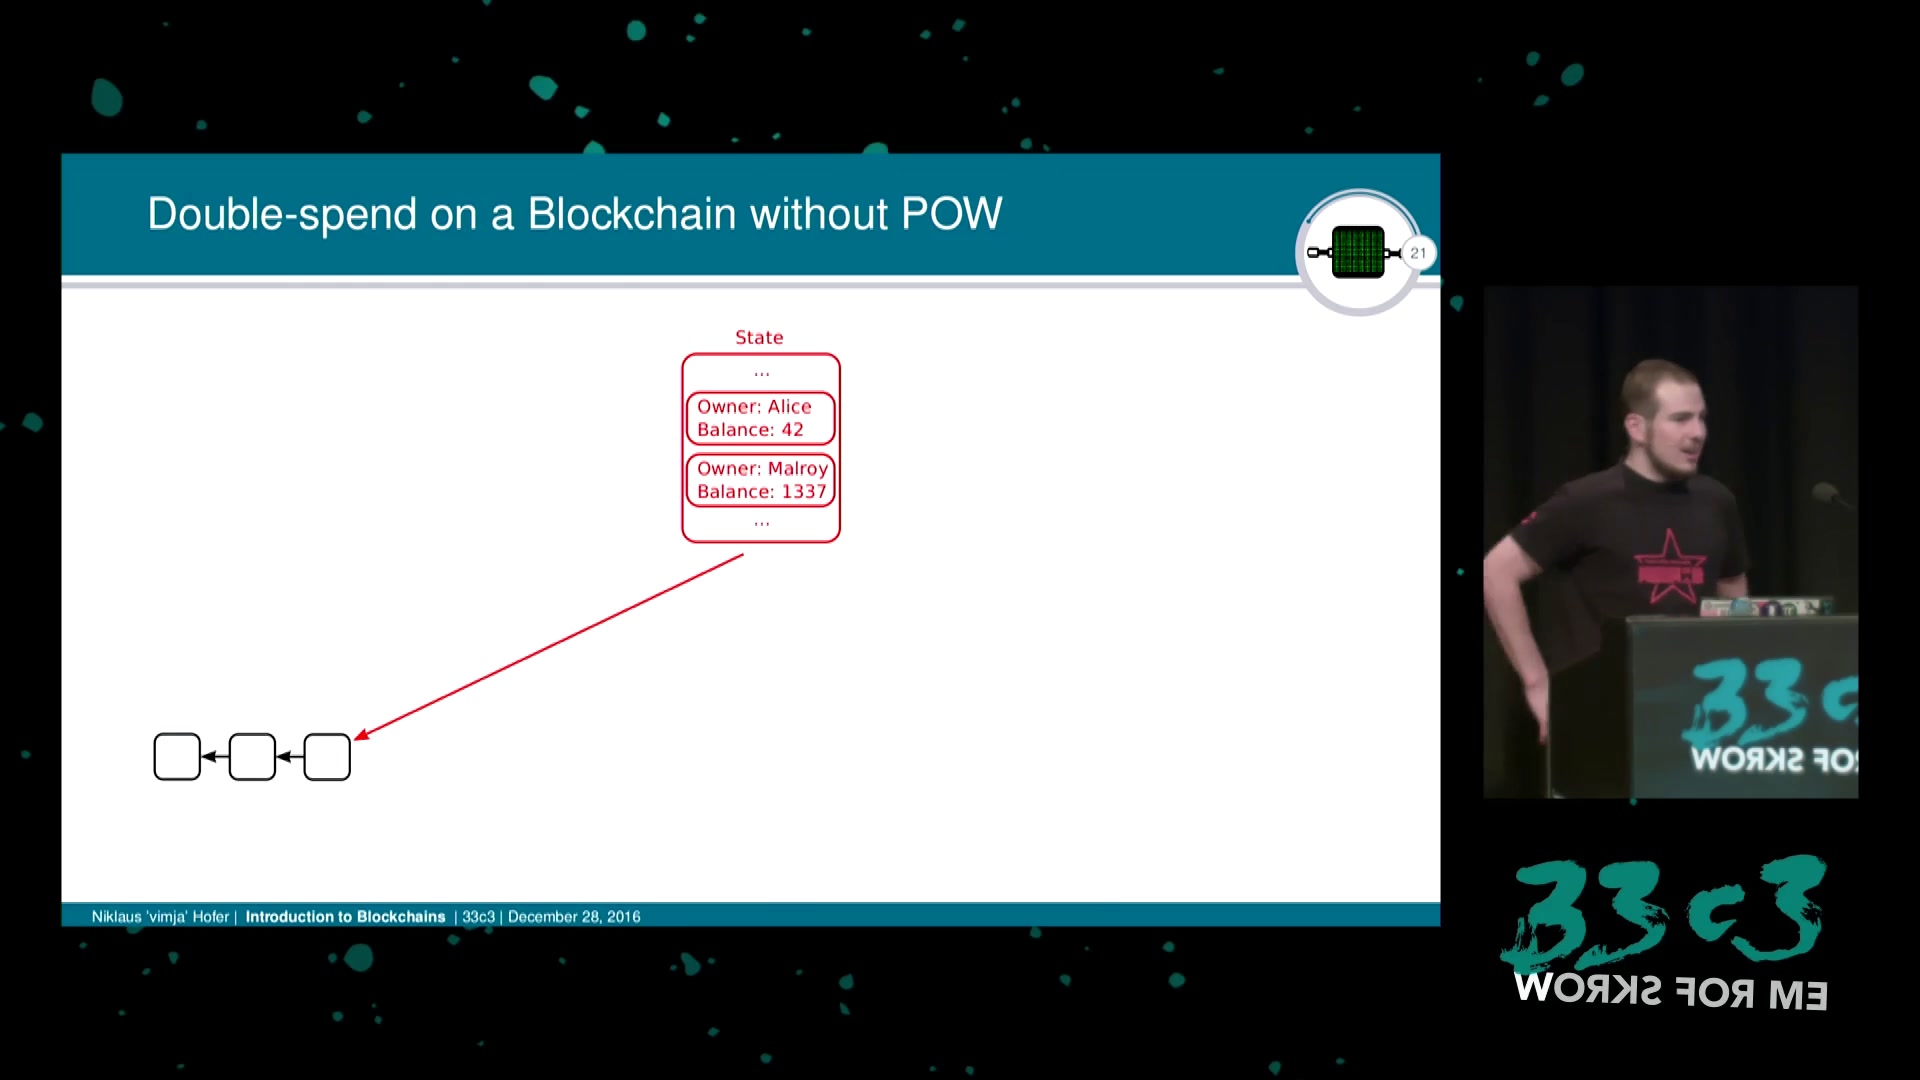 Double-spend on a Blockchain without POW
21
State
...
Owner: Alice
Balance: 42
Owner: Malroy
Balance: 1337
...
Niklaus 'vimja' Hofer | Introduction to Blockchains | 33c3 | December 28, 2016
33c
WORKS FO
33c3
WORKS FOR ME